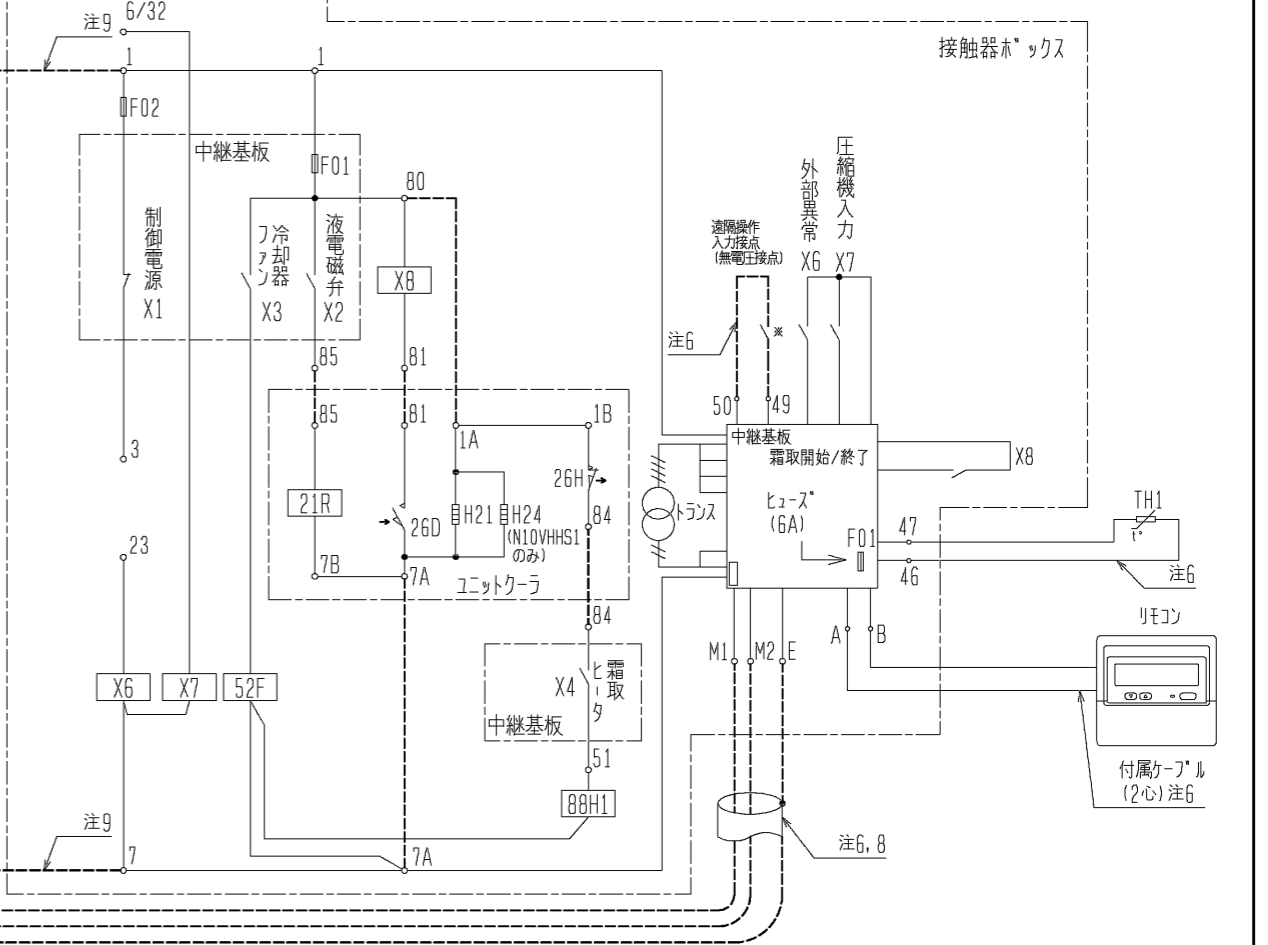 注9
6/32
1
1
接触器ボックス
F02
中継基板
F01
80
制御電源
X1
冷却器
ファン
X3
液電磁弁
X2
X8
外部異常
X6
圧縮機入力
X7
遠隔操作
入力接点
(無電圧接点)
注6
※
85
81
50
49
85
81
1A
1B
中継基板
霜取開始/終了
X8
3
26H
トランス
ヒューズ
(6A)
F01
TH1
t°
21R
26D
H21
H24
(N10VHHS1
のみ)
84
47
46
注6
23
7B
7A
ユニットクーラ
84
リモコン
A
B
M1
M2
E
X6
X7
52F
X4
霜取
ヒータ
中継基板
51
88H1
付属ケーブル
(2心)注6
注9
7
7A
注6,8